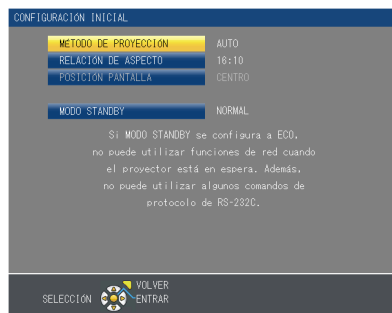 CONFIGURACIÓN INICIAL
MÉTODO DE PROYECCIÓN AUTO
RELACIÓN DE ASPECTO 16:10
POSICIÓN PANTALLA CENTRO
MODO STANDBY NORMAL
Si MODO STANDBY se configura a ECO,
no puede utilizar funciones de red cuando
el proyector está en espera. Además,
no puede utilizar algunos comandos de
protocolo de RS-232C.
VOLVER
SELECCIÓN ENTRAR